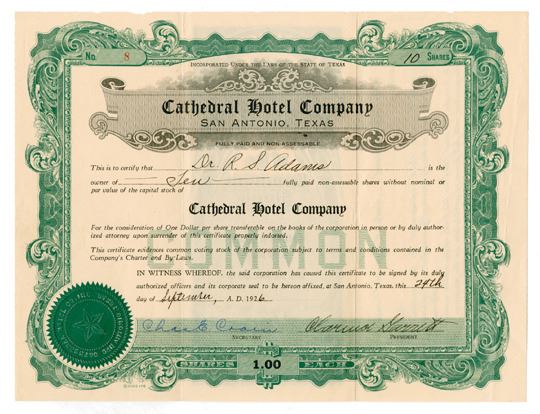 No. 8
10 Shares
Incorporated Under the Laws of the State of Texas
Cathedral Hotel Company
San Antonio, Texas
Fully Paid and Non-Assessable
This is to certify that Dr R. S. Adams is the
owner of Ten fully paid non-assessable shares without nominal or
par value of the capital stock of
Cathedral Hotel Company
For the consideration of One Dollar per share transferable on the books of the corporation in person or by duly author-
ized attorney upon surrender of this certificate properly indorsed.
COMMON
This certificate evidences common voting stock of the corporation subject to terms and conditions contained in the
Company's Charter and By-Laws.
IN WITNESS WHEREOF, the said corporation has caused this certificate to be signed by its duly
authorized officers and its corporate seal to be hereon affixed, at San Antonio, Texas, this 24th
day of September, A. D. 1926
Secretary
President
SHARES 1.00 EACH